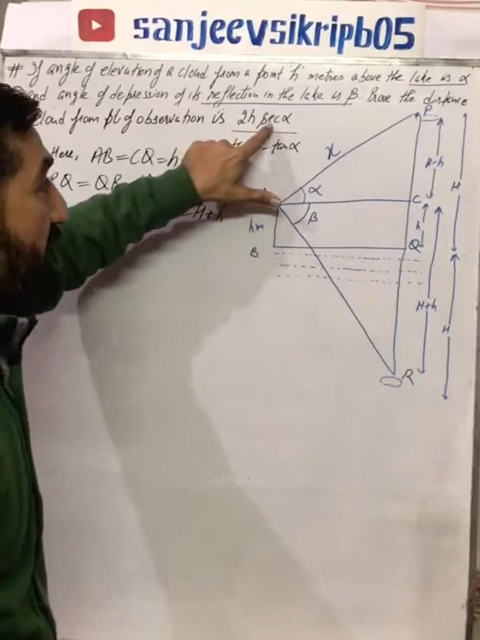 sanjeevsikripb05
# If angle of elevation of a cloud from a point 'h' metres above the lake is α
and angle of depression of its reflection in the lake is β. Prove the distance
cloud from pt of observation is 2h secα
- tanα
Here, AB=CQ=h
PQ = QR
H+h
x
α
β
hm
B
P
C
Q
R
H-h
h
H
H+h
H